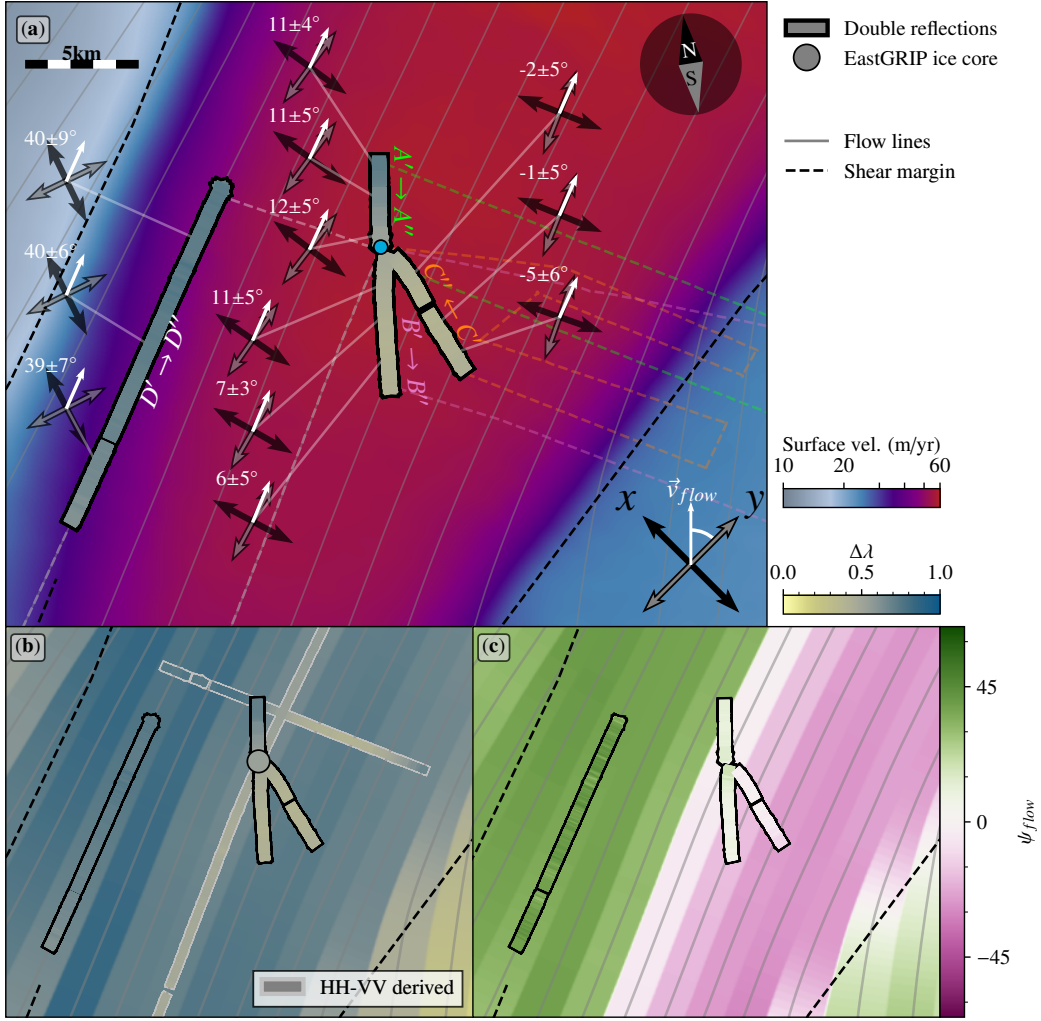 (a)
5km
11±4°
-2±5°
N
S
Double reflections
EastGRIP ice core
Flow lines
Shear margin
40±9°
11±5°
A' → A''
-1±5°
12±5°
40±6°
C'' ← C'
-5±6°
11±5°
D' → D''
B' → B''
39±7°
7±3°
6±5°
Surface vel. (m/yr)
10 20 60
v⃗flow
x y
Δλ
0.0 0.5 1.0
(b)
HH-VV derived
(c)
45
0
−45
ψflow